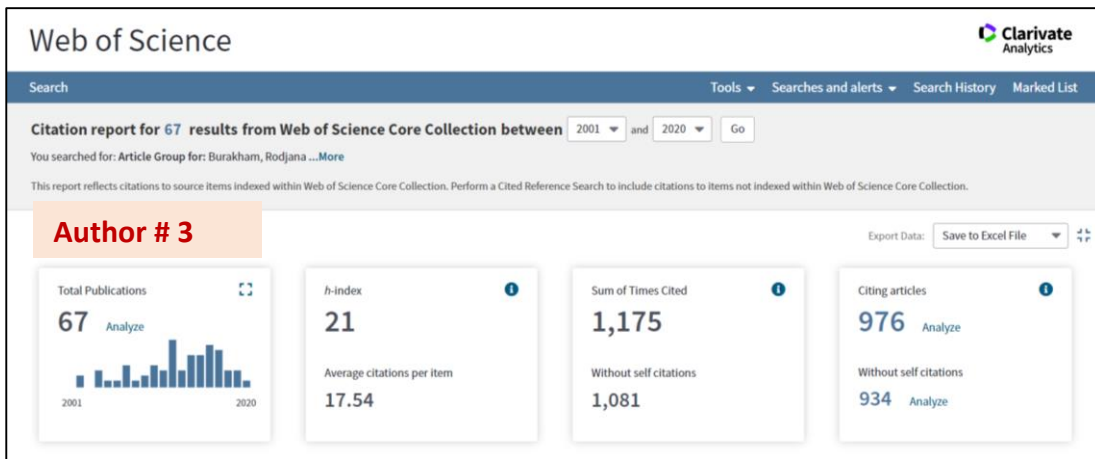 Web of Science
Clarivate
Analytics
Search
Tools
Searches and alerts
Search History
Marked List
Citation report for 67 results from Web of Science Core Collection between 2001 and 2020 Go
You searched for: Article Group for: Burakham, Rodjana ...More
This report reflects citations to source items indexed within Web of Science Core Collection. Perform a Cited Reference Search to include citations to items not indexed within Web of Science Core Collection.
Author # 3
Export Data: Save to Excel File
Total Publications
67 Analyze
2001 2020
h-index
21
Average citations per item
17.54
Sum of Times Cited
1,175
Without self citations
1,081
Citing articles
976 Analyze
Without self citations
934 Analyze